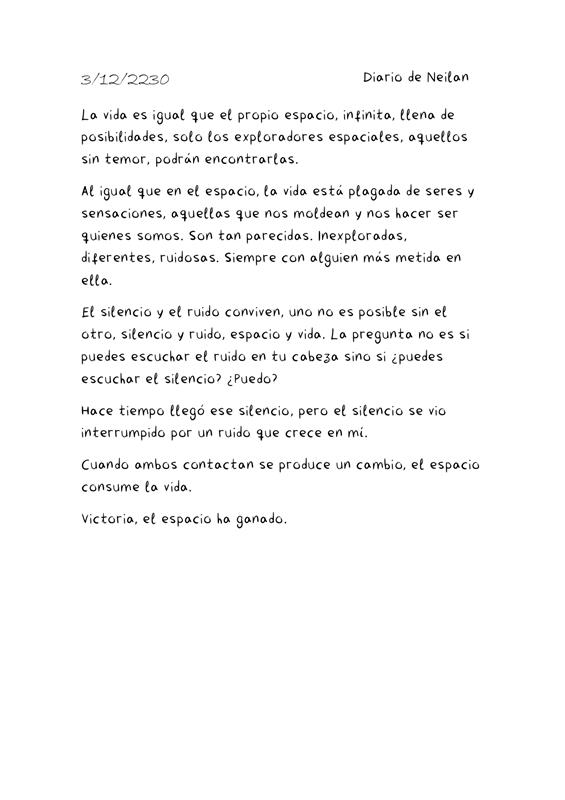 3/12/2230 Diario de Neilan
La vida es igual que el propio espacio, infinita, llena de
posibilidades, solo los exploradores espaciales, aquellos
sin temor, podrán encontrarlas.
Al igual que en el espacio, la vida está plagada de seres y
sensaciones, aquellas que nos moldean y nos hacer ser
quienes somos. Son tan parecidas. Inexploradas,
diferentes, ruidosas. Siempre con alguien más metida en
ella.
El silencio y el ruido conviven, uno no es posible sin el
otro, silencio y ruido, espacio y vida. La pregunta no es si
puedes escuchar el ruido en tu cabeza sino si ¿puedes
escuchar el silencio? ¿Puedo?
Hace tiempo llegó ese silencio, pero el silencio se vio
interrumpido por un ruido que crece en mí.
Cuando ambos contactan se produce un cambio, el espacio
consume la vida.
Victoria, el espacio ha ganado.